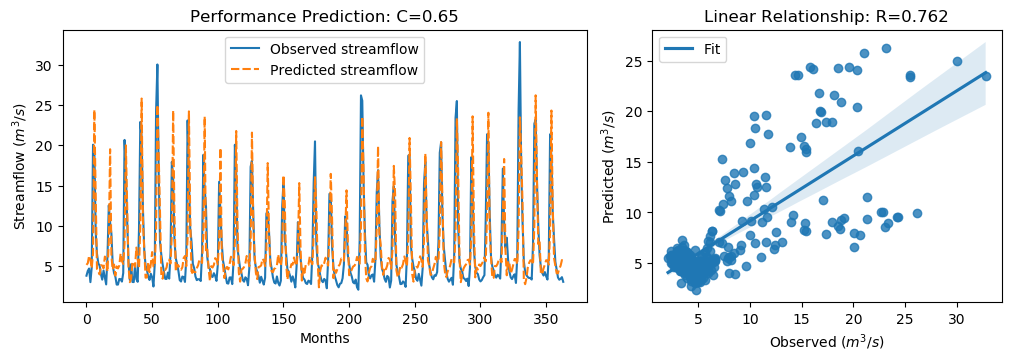 Performance Prediction: C=0.65
Observed streamflow
Predicted streamflow
Streamflow (m³/s)
30
25
20
15
10
5
0 50 100 150 200 250 300 350
Months
Linear Relationship: R=0.762
Fit
Predicted (m³/s)
25
20
15
10
5
5 10 15 20 25 30
Observed (m³/s)